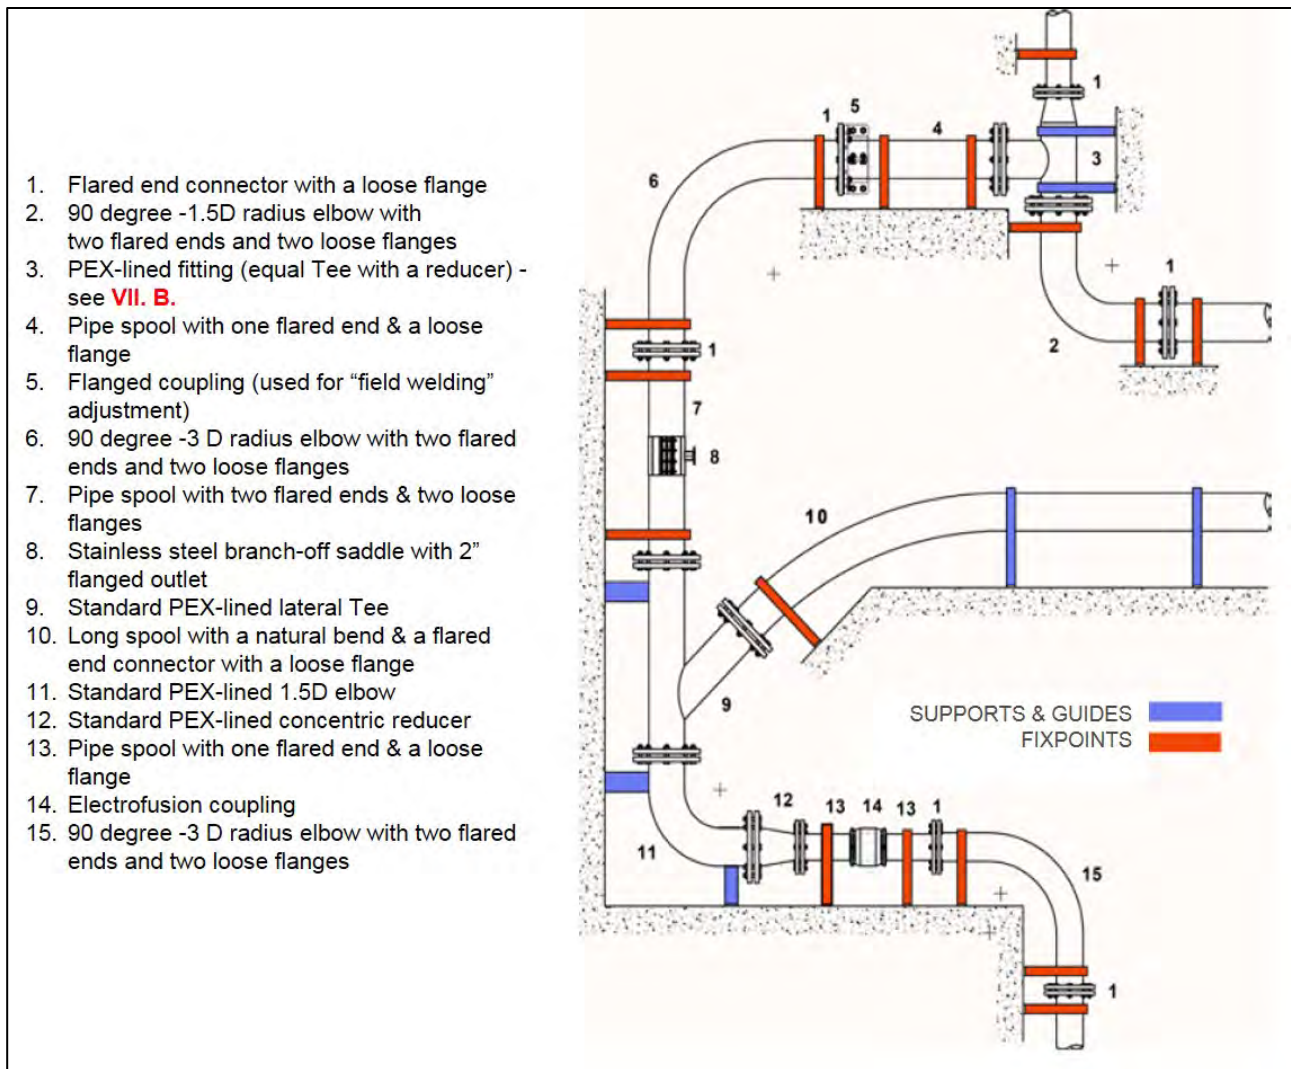 1. Flared end connector with a loose flange
2. 90 degree -1.5D radius elbow with
two flared ends and two loose flanges
3. PEX-lined fitting (equal Tee with a reducer) -
see VII. B.
4. Pipe spool with one flared end & a loose
flange
5. Flanged coupling (used for “field welding”
adjustment)
6. 90 degree -3 D radius elbow with two flared
ends and two loose flanges
7. Pipe spool with two flared ends & two loose
flanges
8. Stainless steel branch-off saddle with 2”
flanged outlet
9. Standard PEX-lined lateral Tee
10. Long spool with a natural bend & a flared
end connector with a loose flange
11. Standard PEX-lined 1.5D elbow
12. Standard PEX-lined concentric reducer
13. Pipe spool with one flared end & a loose
flange
14. Electrofusion coupling
15. 90 degree -3 D radius elbow with two flared
ends and two loose flanges
1
1 5 4
3
6
1
2
1
7
8
10
9
SUPPORTS & GUIDES
FIXPOINTS
12 13 14 13 1
11
15
1